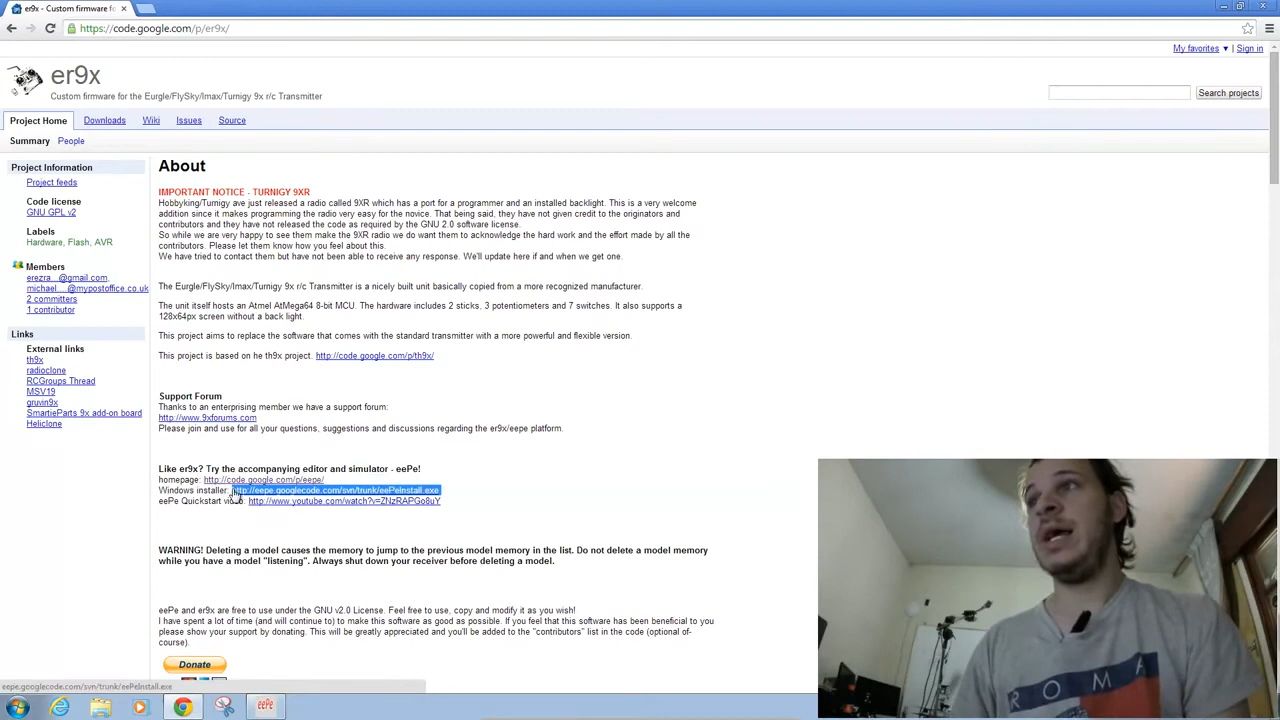 er9x - Custom firmware fo
https://code.google.com/p/er9x/
My favorites ▼ | Sign in
er9x
Custom firmware for the Eurgle/FlySky/Imax/Turnigy 9x r/c Transmitter
Search projects
Project Home Downloads Wiki Issues Source
Summary People
Project Information
Project feeds
Code license
GNU GPL v2
Labels
Hardware, Flash, AVR
Members
erezra...@gmail.com,
michael....@mypostoffice.co.uk
2 committers
1 contributor
Links
External links
th9x
radioclone
RCGroups Thread
MSV19
gruvin9x
SmartieParts 9x add-on board
Heliclone
About
IMPORTANT NOTICE - TURNIGY 9XR
Hobbyking/Turnigy ave just released a radio called 9XR which has a port for a programmer and an installed backlight. This is a very welcome
addition since it makes programming the radio very easy for the novice. That being said, they have not given credit to the originators and
contributors and they have not released the code as required by the GNU 2.0 software license.
So while we are very happy to see them make the 9XR radio we do want them to acknowledge the hard work and the effort made by all the
contributors. Please let them know how you feel about this.
We have tried to contact them but have not been able to receive any response. We'll update here if and when we get one.
The Eurgle/FlySky/Imax/Turnigy 9x r/c Transmitter is a nicely built unit basically copied from a more recognized manufacturer.
The unit itself hosts an Atmel AtMega64 8-bit MCU. The hardware includes 2 sticks, 3 potentiometers and 7 switches. It also supports a
128x64px screen without a back light.
This project aims to replace the software that comes with the standard transmitter with a more powerful and flexible version.
This project is based on he th9x project. http://code.google.com/p/th9x/
Support Forum
Thanks to an enterprising member we have a support forum:
http://www.9xforums.com
Please join and use for all your questions, suggestions and discussions regarding the er9x/eepe platform.
Like er9x? Try the accompanying editor and simulator - eePe!
homepage: http://code.google.com/p/eepe/
Windows installer: http://eepe.googlecode.com/svn/trunk/eePeInstall.exe
eePe Quickstart video: http://www.youtube.com/watch?v=ZNzRAPGo8uY
WARNING! Deleting a model causes the memory to jump to the previous model memory in the list. Do not delete a model memory
while you have a model "listening". Always shut down your receiver before deleting a model.
eePe and er9x are free to use under the GNU v2.0 License. Feel free to use, copy and modify it as you wish!
I have spent a lot of time (and will continue to) to make this software as good as possible. If you feel that this software has been beneficial to you
please show your support by donating. This will be greatly appreciated and you'll be added to the "contributors" list in the code (optional of-
course).
Donate
eepe.googlecode.com/svn/trunk/eePeInstall.exe
eePe
ROMA